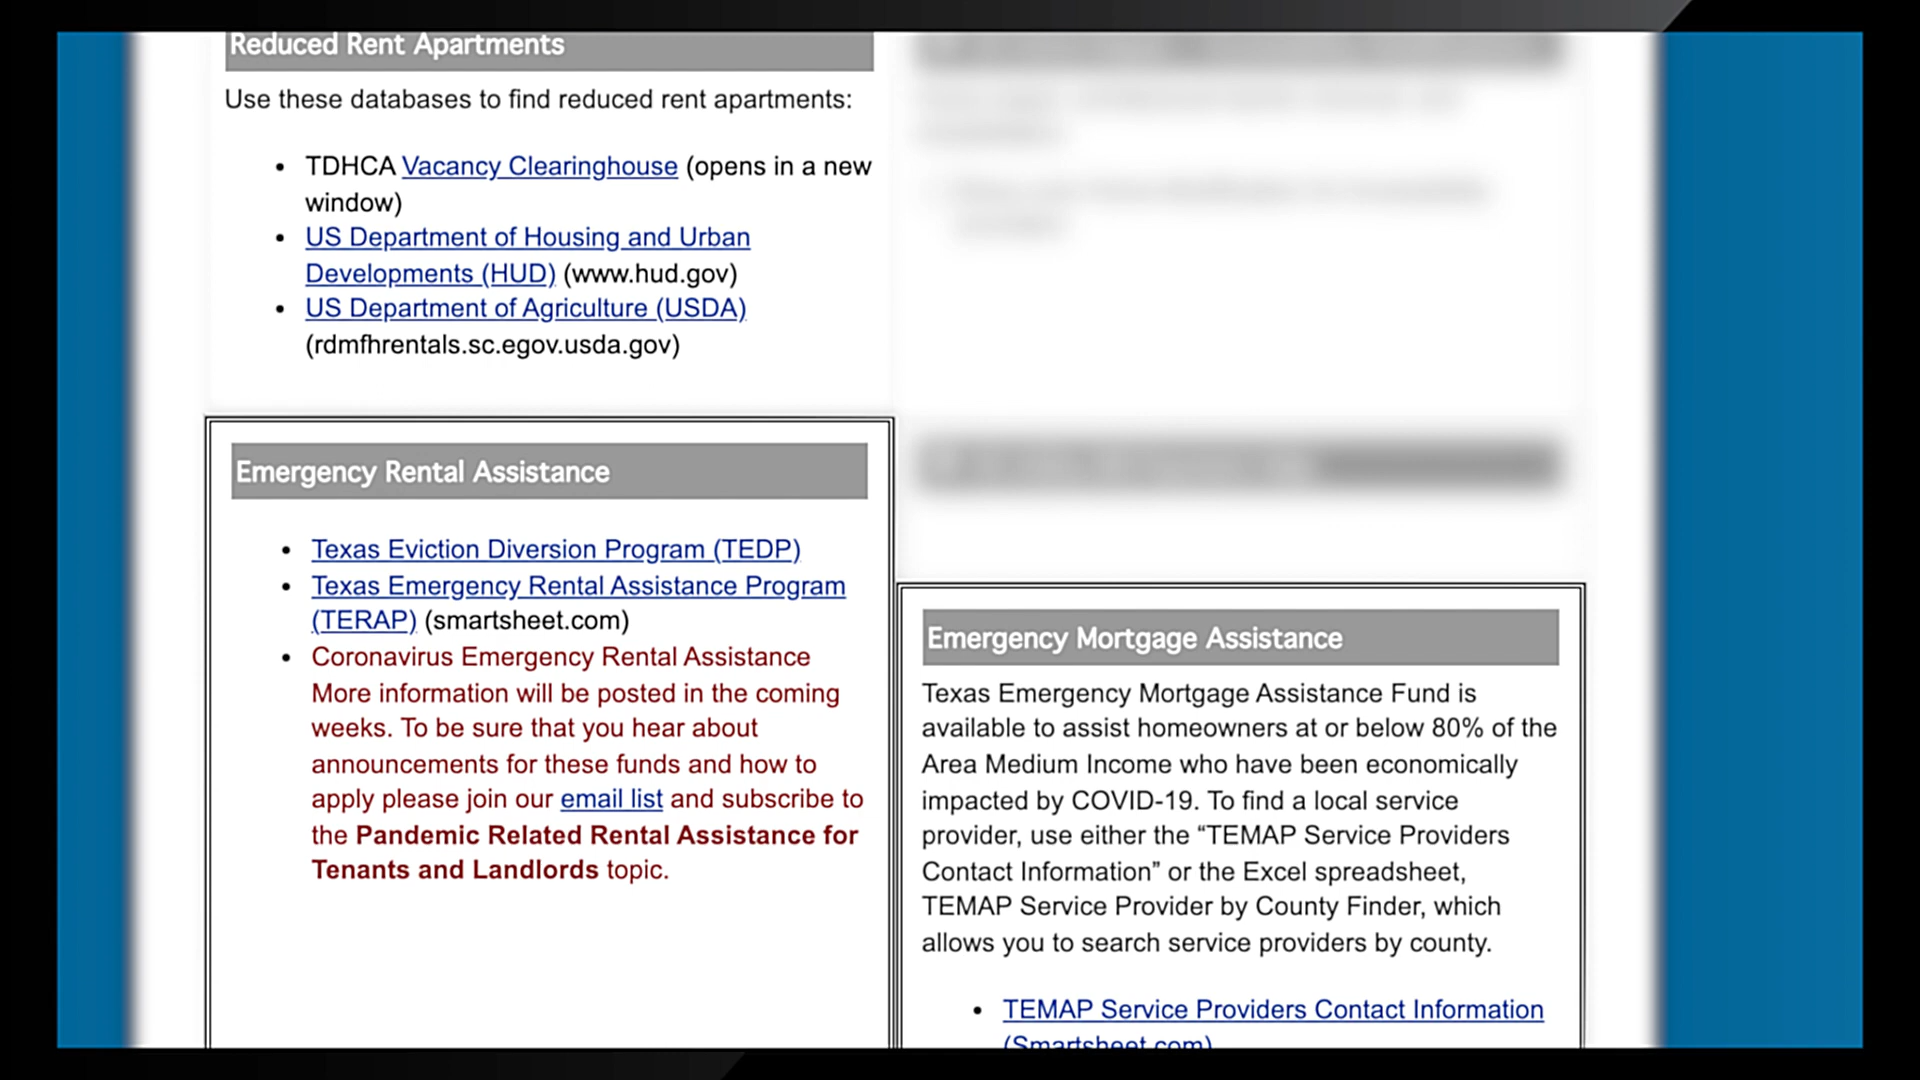 Reduced Rent Apartments
Use these databases to find reduced rent apartments:
• TDHCA Vacancy Clearinghouse (opens in a new
window)
• US Department of Housing and Urban
Developments (HUD) (www.hud.gov)
• US Department of Agriculture (USDA)
(rdmfhrentals.sc.egov.usda.gov)
Emergency Rental Assistance
• Texas Eviction Diversion Program (TEDP)
• Texas Emergency Rental Assistance Program
(TERAP) (smartsheet.com)
• Coronavirus Emergency Rental Assistance
More information will be posted in the coming
weeks. To be sure that you hear about
announcements for these funds and how to
apply please join our email list and subscribe to
the Pandemic Related Rental Assistance for
Tenants and Landlords topic.
Emergency Mortgage Assistance
Texas Emergency Mortgage Assistance Fund is
available to assist homeowners at or below 80% of the
Area Medium Income who have been economically
impacted by COVID-19. To find a local service
provider, use either the “TEMAP Service Providers
Contact Information” or the Excel spreadsheet,
TEMAP Service Provider by County Finder, which
allows you to search service providers by county.
• TEMAP Service Providers Contact Information
(Smartsheet.com)